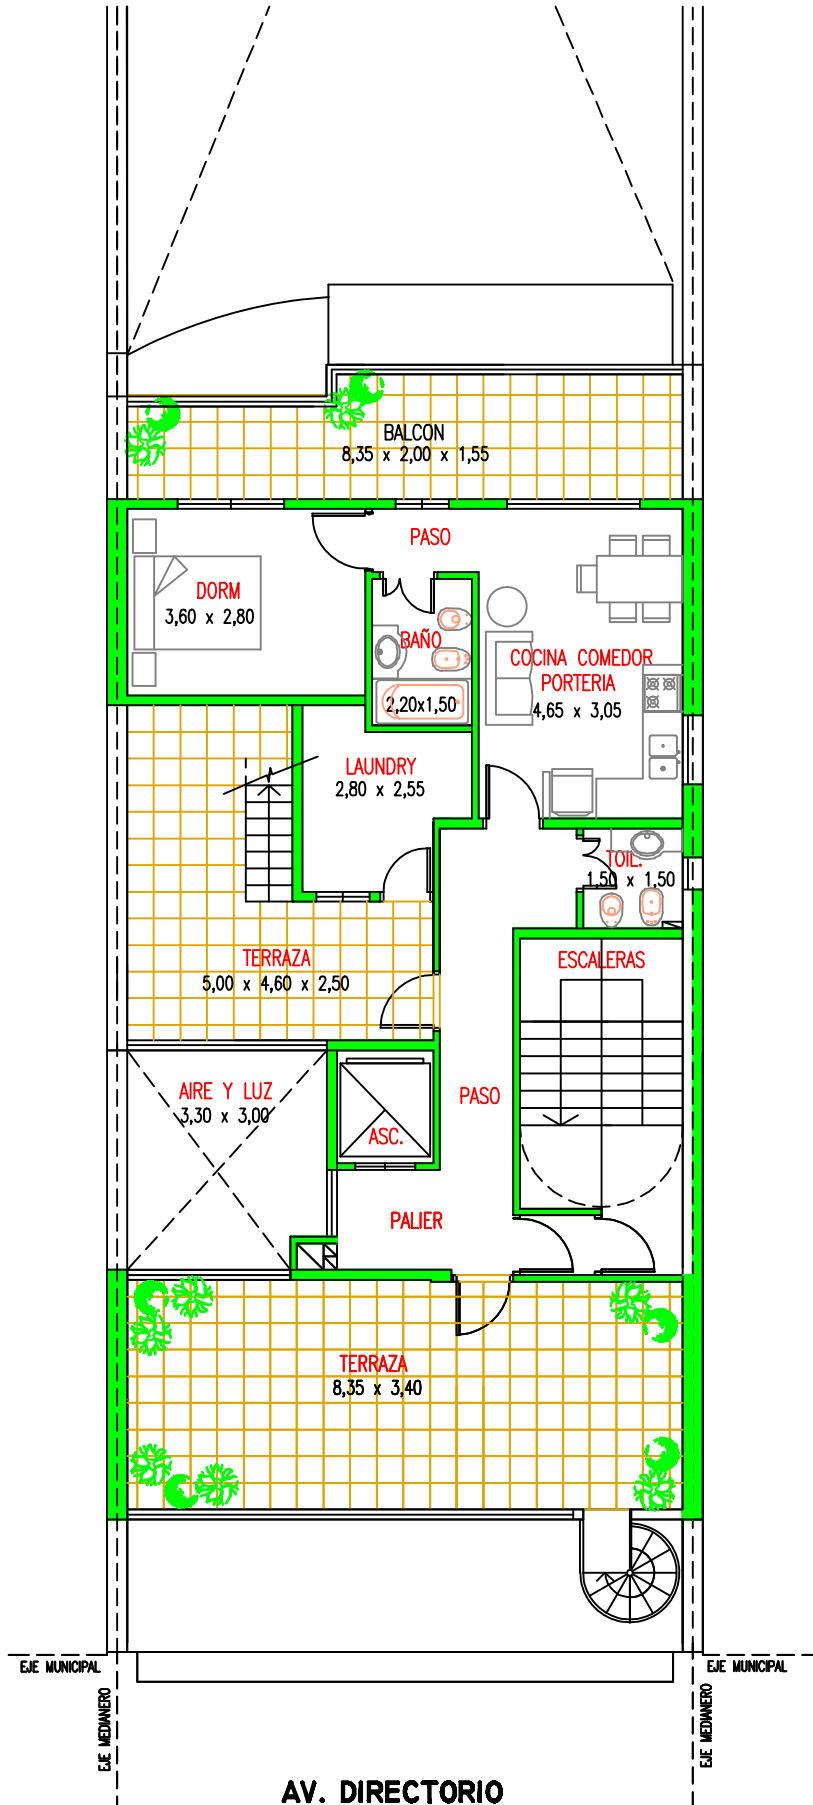 BALCON
8,35 x 2,00 x 1,55
PASO
DORM
3,60 x 2,80
BAÑO
2,20x1,50
COCINA COMEDOR
PORTERIA
4,65 x 3,05
LAUNDRY
2,80 x 2,55
TOIL.
1,50 x 1,50
TERRAZA
5,00 x 4,60 x 2,50
ESCALERAS
AIRE Y LUZ
3,30 x 3,00
PASO
ASC.
PALIER
TERRAZA
8,35 x 3,40
EJE MUNICIPAL
EJE MUNICIPAL
EJE MEDIANERO
EJE MEDIANERO
AV. DIRECTORIO